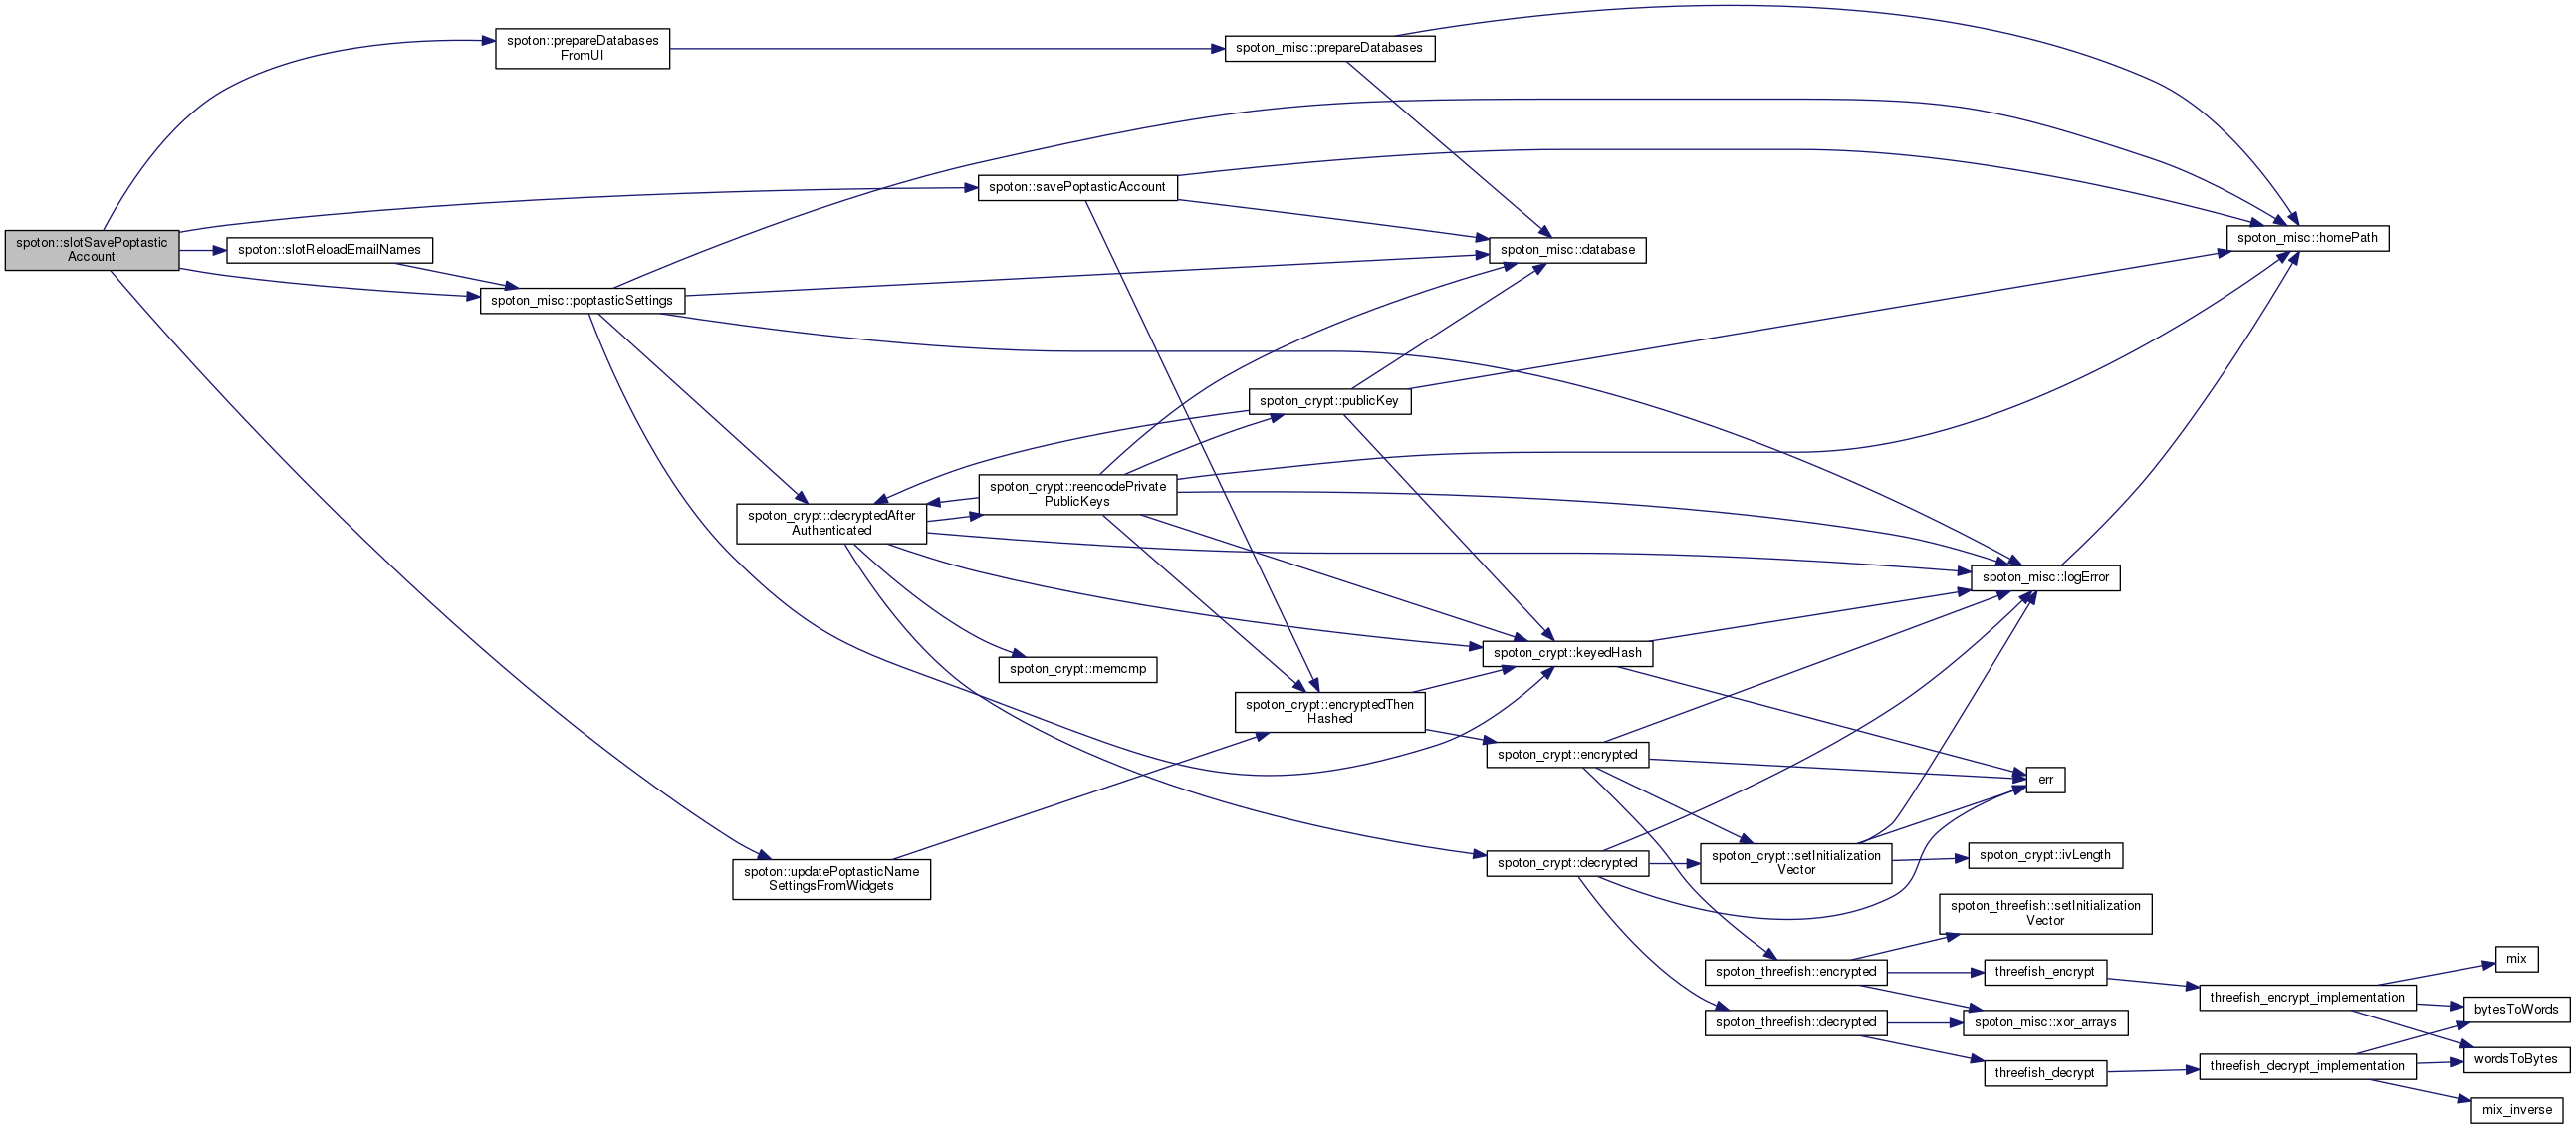 spoton::prepareDatabases
FromUI
spoton_misc::prepareDatabases
spoton::savePoptasticAccount
spoton::slotSavePoptastic
Account
spoton::slotReloadEmailNames
spoton_misc::database
spoton_misc::homePath
spoton_misc::poptasticSettings
spoton_crypt::publicKey
spoton_crypt::reencodePrivate
PublicKeys
spoton_crypt::decryptedAfter
Authenticated
spoton_misc::logError
spoton_crypt::memcmp
spoton_crypt::keyedHash
spoton_crypt::encryptedThen
Hashed
spoton_crypt::encrypted
err
spoton::updatePoptasticName
SettingsFromWidgets
spoton_crypt::decrypted
spoton_crypt::setInitialization
Vector
spoton_crypt::ivLength
spoton_threefish::setInitialization
Vector
spoton_threefish::encrypted
threefish_encrypt
mix
threefish_encrypt_implementation
bytesToWords
spoton_threefish::decrypted
spoton_misc::xor_arrays
threefish_decrypt
threefish_decrypt_implementation
wordsToBytes
mix_inverse